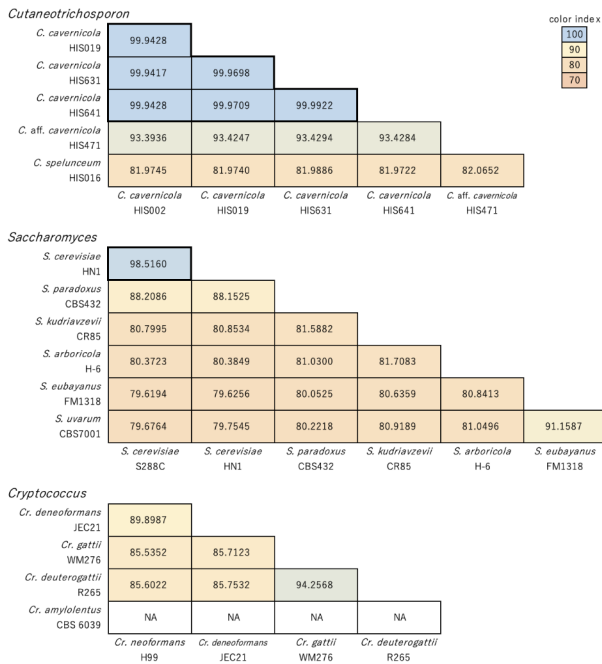 Cutaneotrichosporon
color index
100
90
80
70
C. cavernicola
HIS019
99.9428
C. cavernicola
HIS631
99.9417 99.9698
C. cavernicola
HIS641
99.9428 99.9709 99.9922
C. aff. cavernicola
HIS471
93.3936 93.4247 93.4294 93.4284
C. spelunceum
HIS016
81.9745 81.9740 81.9886 81.9722 82.0652
C. cavernicola C. cavernicola C. cavernicola C. cavernicola C. aff. cavernicola
HIS002 HIS019 HIS631 HIS641 HIS471
Saccharomyces
S. cerevisiae
HN1
98.5160
S. paradoxus
CBS432
88.2086 88.1525
S. kudriavzevii
CR85
80.7995 80.8534 81.5882
S. arboricola
H-6
80.3723 80.3849 81.0300 81.7083
S. eubayanus
FM1318
79.6194 79.6256 80.0525 80.6359 80.8413
S. uvarum
CBS7001
79.6764 79.7545 80.2218 80.9189 81.0496 91.1587
S. cerevisiae S. cerevisiae S. paradoxus S. kudriavzevii S. arboricola S. eubayanus
S288C HN1 CBS432 CR85 H-6 FM1318
Cryptococcus
Cr. deneoformans
JEC21
89.8987
Cr. gattii
WM276
85.5352 85.7123
Cr. deuterogattii
R265
85.6022 85.7532 94.2568
Cr. amylolentus
CBS 6039
NA NA NA NA
Cr. neoformans Cr. deneoformans Cr. gattii Cr. deuterogattii
H99 JEC21 WM276 R265